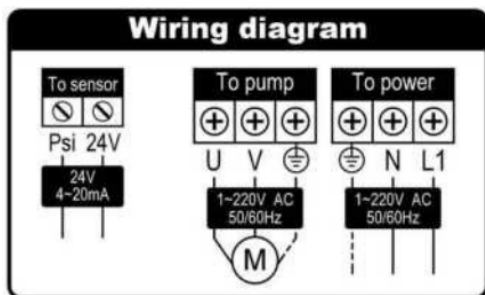 Wiring diagram
To sensor
Psi 24V
24V
4~20mA
To pump
U V
1~220V AC
50/60Hz
M
To power
N L1
1~220V AC
50/60Hz